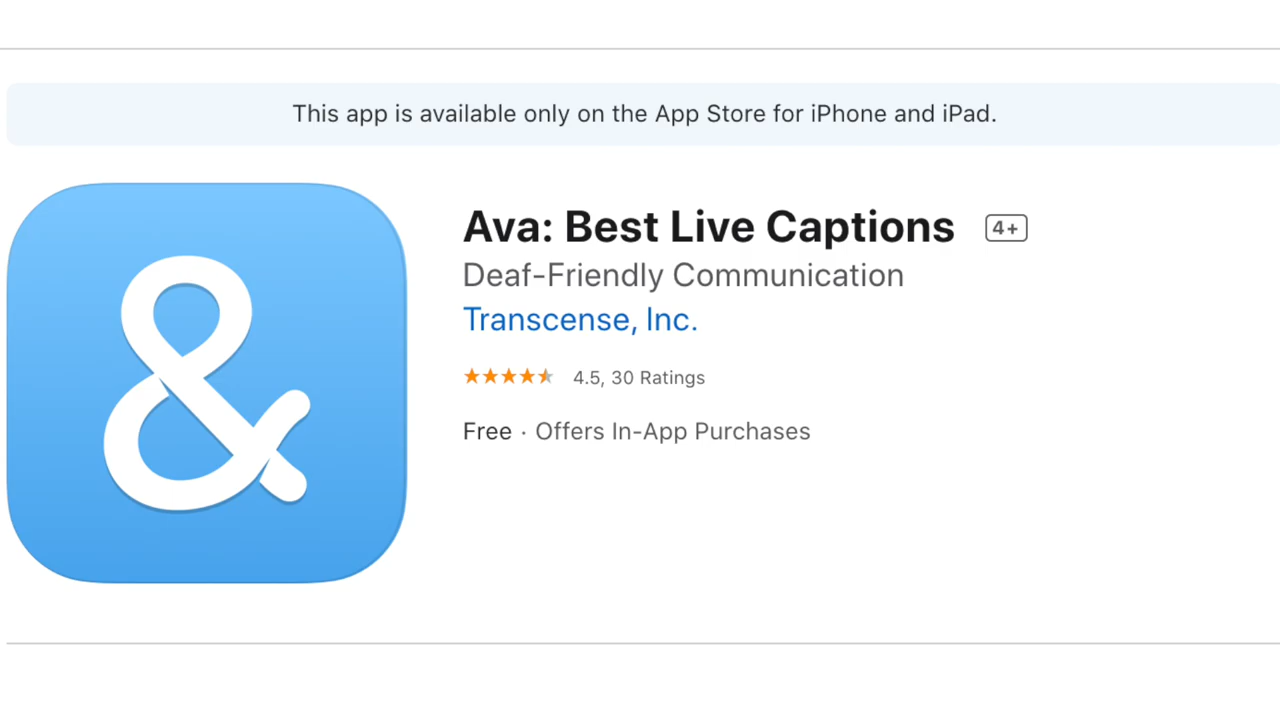 This app is available only on the App Store for iPhone and iPad.
&
Ava: Best Live Captions 4+
Deaf-Friendly Communication
Transcense, Inc.
4.5, 30 Ratings
Free · Offers In-App Purchases